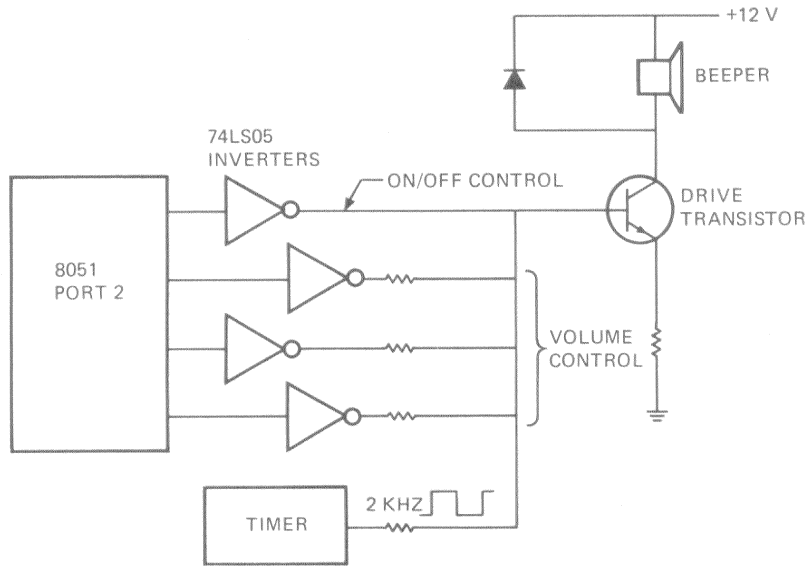 +12 V
BEEPER
74LS05
INVERTERS
ON/OFF CONTROL
DRIVE
TRANSISTOR
8051
PORT 2
VOLUME
CONTROL
2 KHZ
TIMER